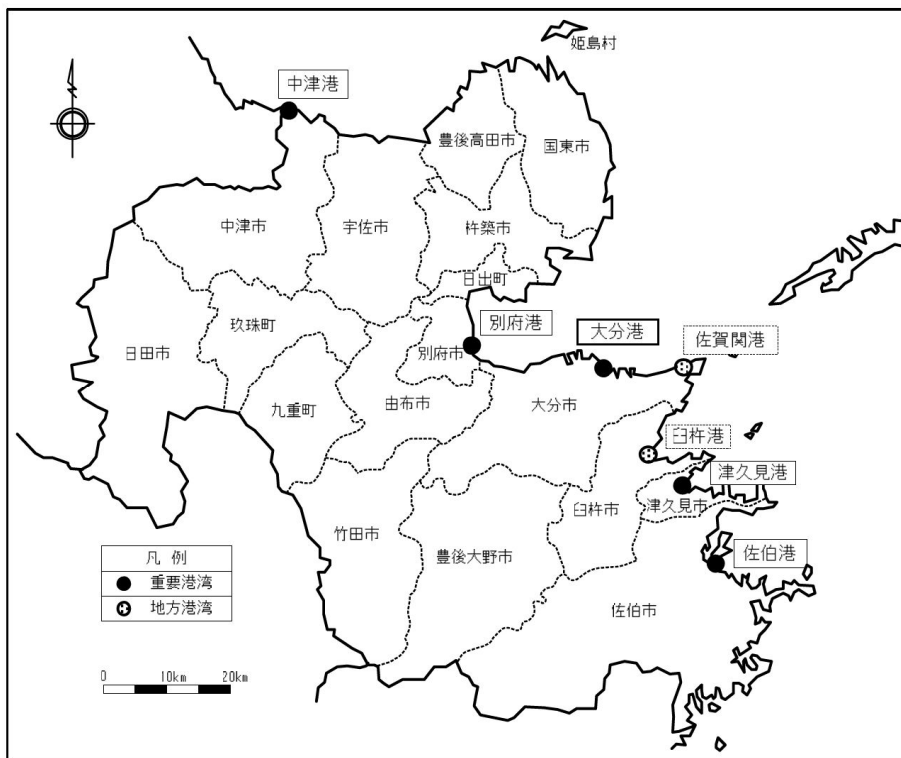 姫島村
中津港
豊後高田市
国東市
中津市
宇佐市
杵築市
日出町
玖珠町
別府港
大分港
佐賀関港
日田市
別府市
九重町
由布市
大分市
臼杵港
津久見港
津久見市
臼杵市
竹田市
豊後大野市
佐伯港
佐伯市
凡 例
重要港湾
地方港湾
0 10km 20km